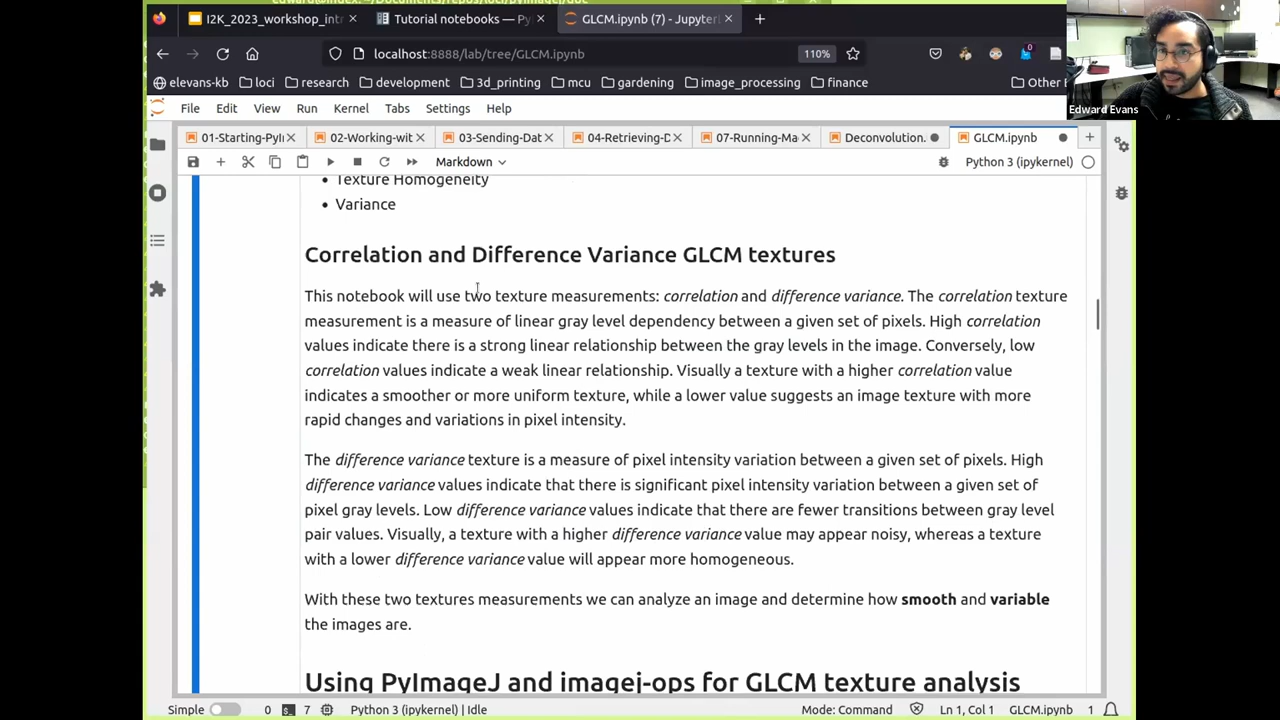 I2K_2023_workshop_intr
Tutorial notebooks — Py
GLCM.ipynb (7) - Jupyter
localhost:8888/lab/tree/GLCM.ipynb
110%
0
elevans-kb
loci
research
development
3d_printing
mcu
gardening
image_processing
finance
Other
Edward Evans
File Edit View Run Kernel Tabs Settings Help
01-Starting-PyI
02-Working-wit
03-Sending-Dat
04-Retrieving-D
07-Running-Ma
Deconvolution.
GLCM.ipynb
Markdown
Python 3 (ipykernel)
• Texture Homogeneity
• Variance
Correlation and Difference Variance GLCM textures
This notebook will use two texture measurements: correlation and difference variance. The correlation texture
measurement is a measure of linear gray level dependency between a given set of pixels. High correlation
values indicate there is a strong linear relationship between the gray levels in the image. Conversely, low
correlation values indicate a weak linear relationship. Visually a texture with a higher correlation value
indicates a smoother or more uniform texture, while a lower value suggests an image texture with more
rapid changes and variations in pixel intensity.
The difference variance texture is a measure of pixel intensity variation between a given set of pixels. High
difference variance values indicate that there is significant pixel intensity variation between a given set of
pixel gray levels. Low difference variance values indicate that there are fewer transitions between gray level
pair values. Visually, a texture with a higher difference variance value may appear noisy, whereas a texture
with a lower difference variance value will appear more homogeneous.
With these two textures measurements we can analyze an image and determine how smooth and variable
the images are.
Using PyImageJ and imagej-ops for GLCM texture analysis
Simple 0 7 Python 3 (ipykernel) | Idle Mode: Command Ln 1, Col 1 GLCM.ipynb 1